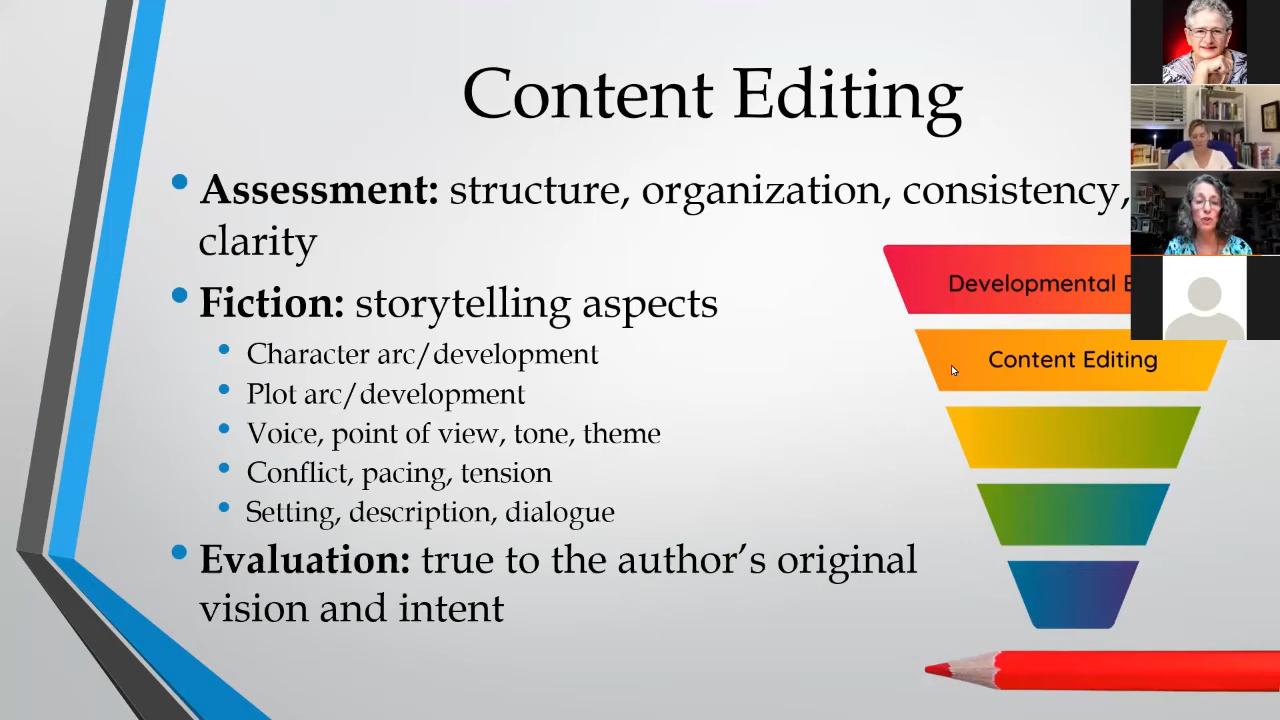 Content Editing
• Assessment: structure, organization, consistency,
clarity
• Fiction: storytelling aspects
• Character arc/development
• Plot arc/development
• Voice, point of view, tone, theme
• Conflict, pacing, tension
• Setting, description, dialogue
• Evaluation: true to the author’s original
vision and intent
Developmental
Content Editing